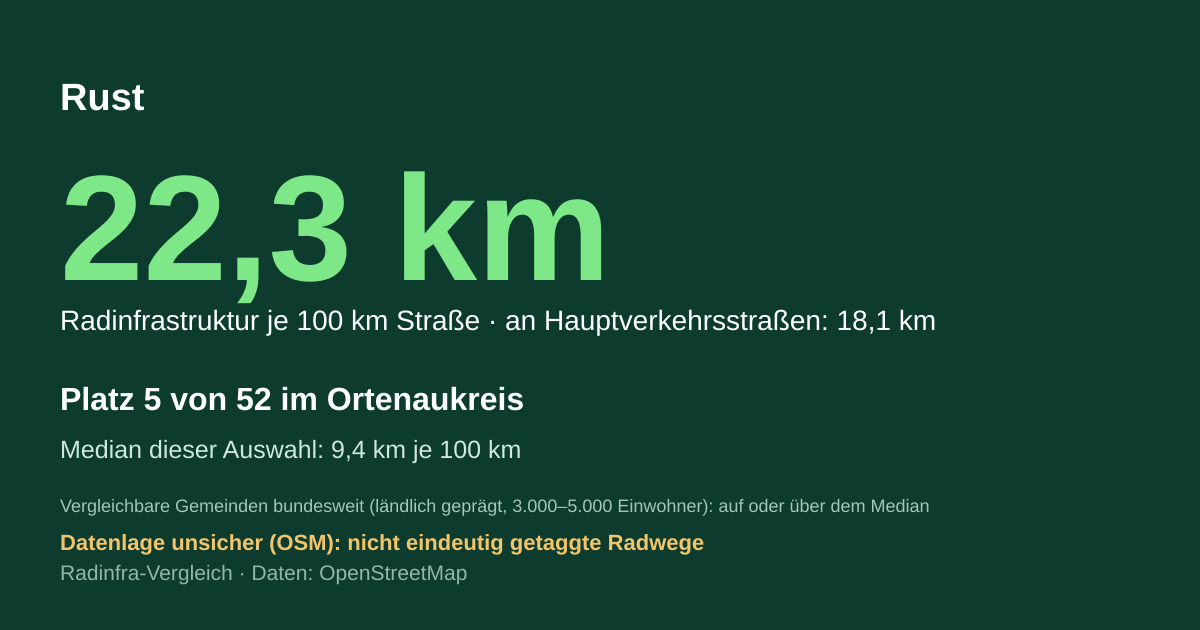 Rust
22,3 km
Radinfrastruktur je 100 km Straße · an Hauptverkehrsstraßen: 18,1 km
Platz 5 von 52 im Ortenaukreis
Median dieser Auswahl: 9,4 km je 100 km
Vergleichbare Gemeinden bundesweit (ländlich geprägt, 3.000–5.000 Einwohner): auf oder über dem Median
Datenlage unsicher (OSM): nicht eindeutig getaggte Radwege
Radinfra-Vergleich · Daten: OpenStreetMap